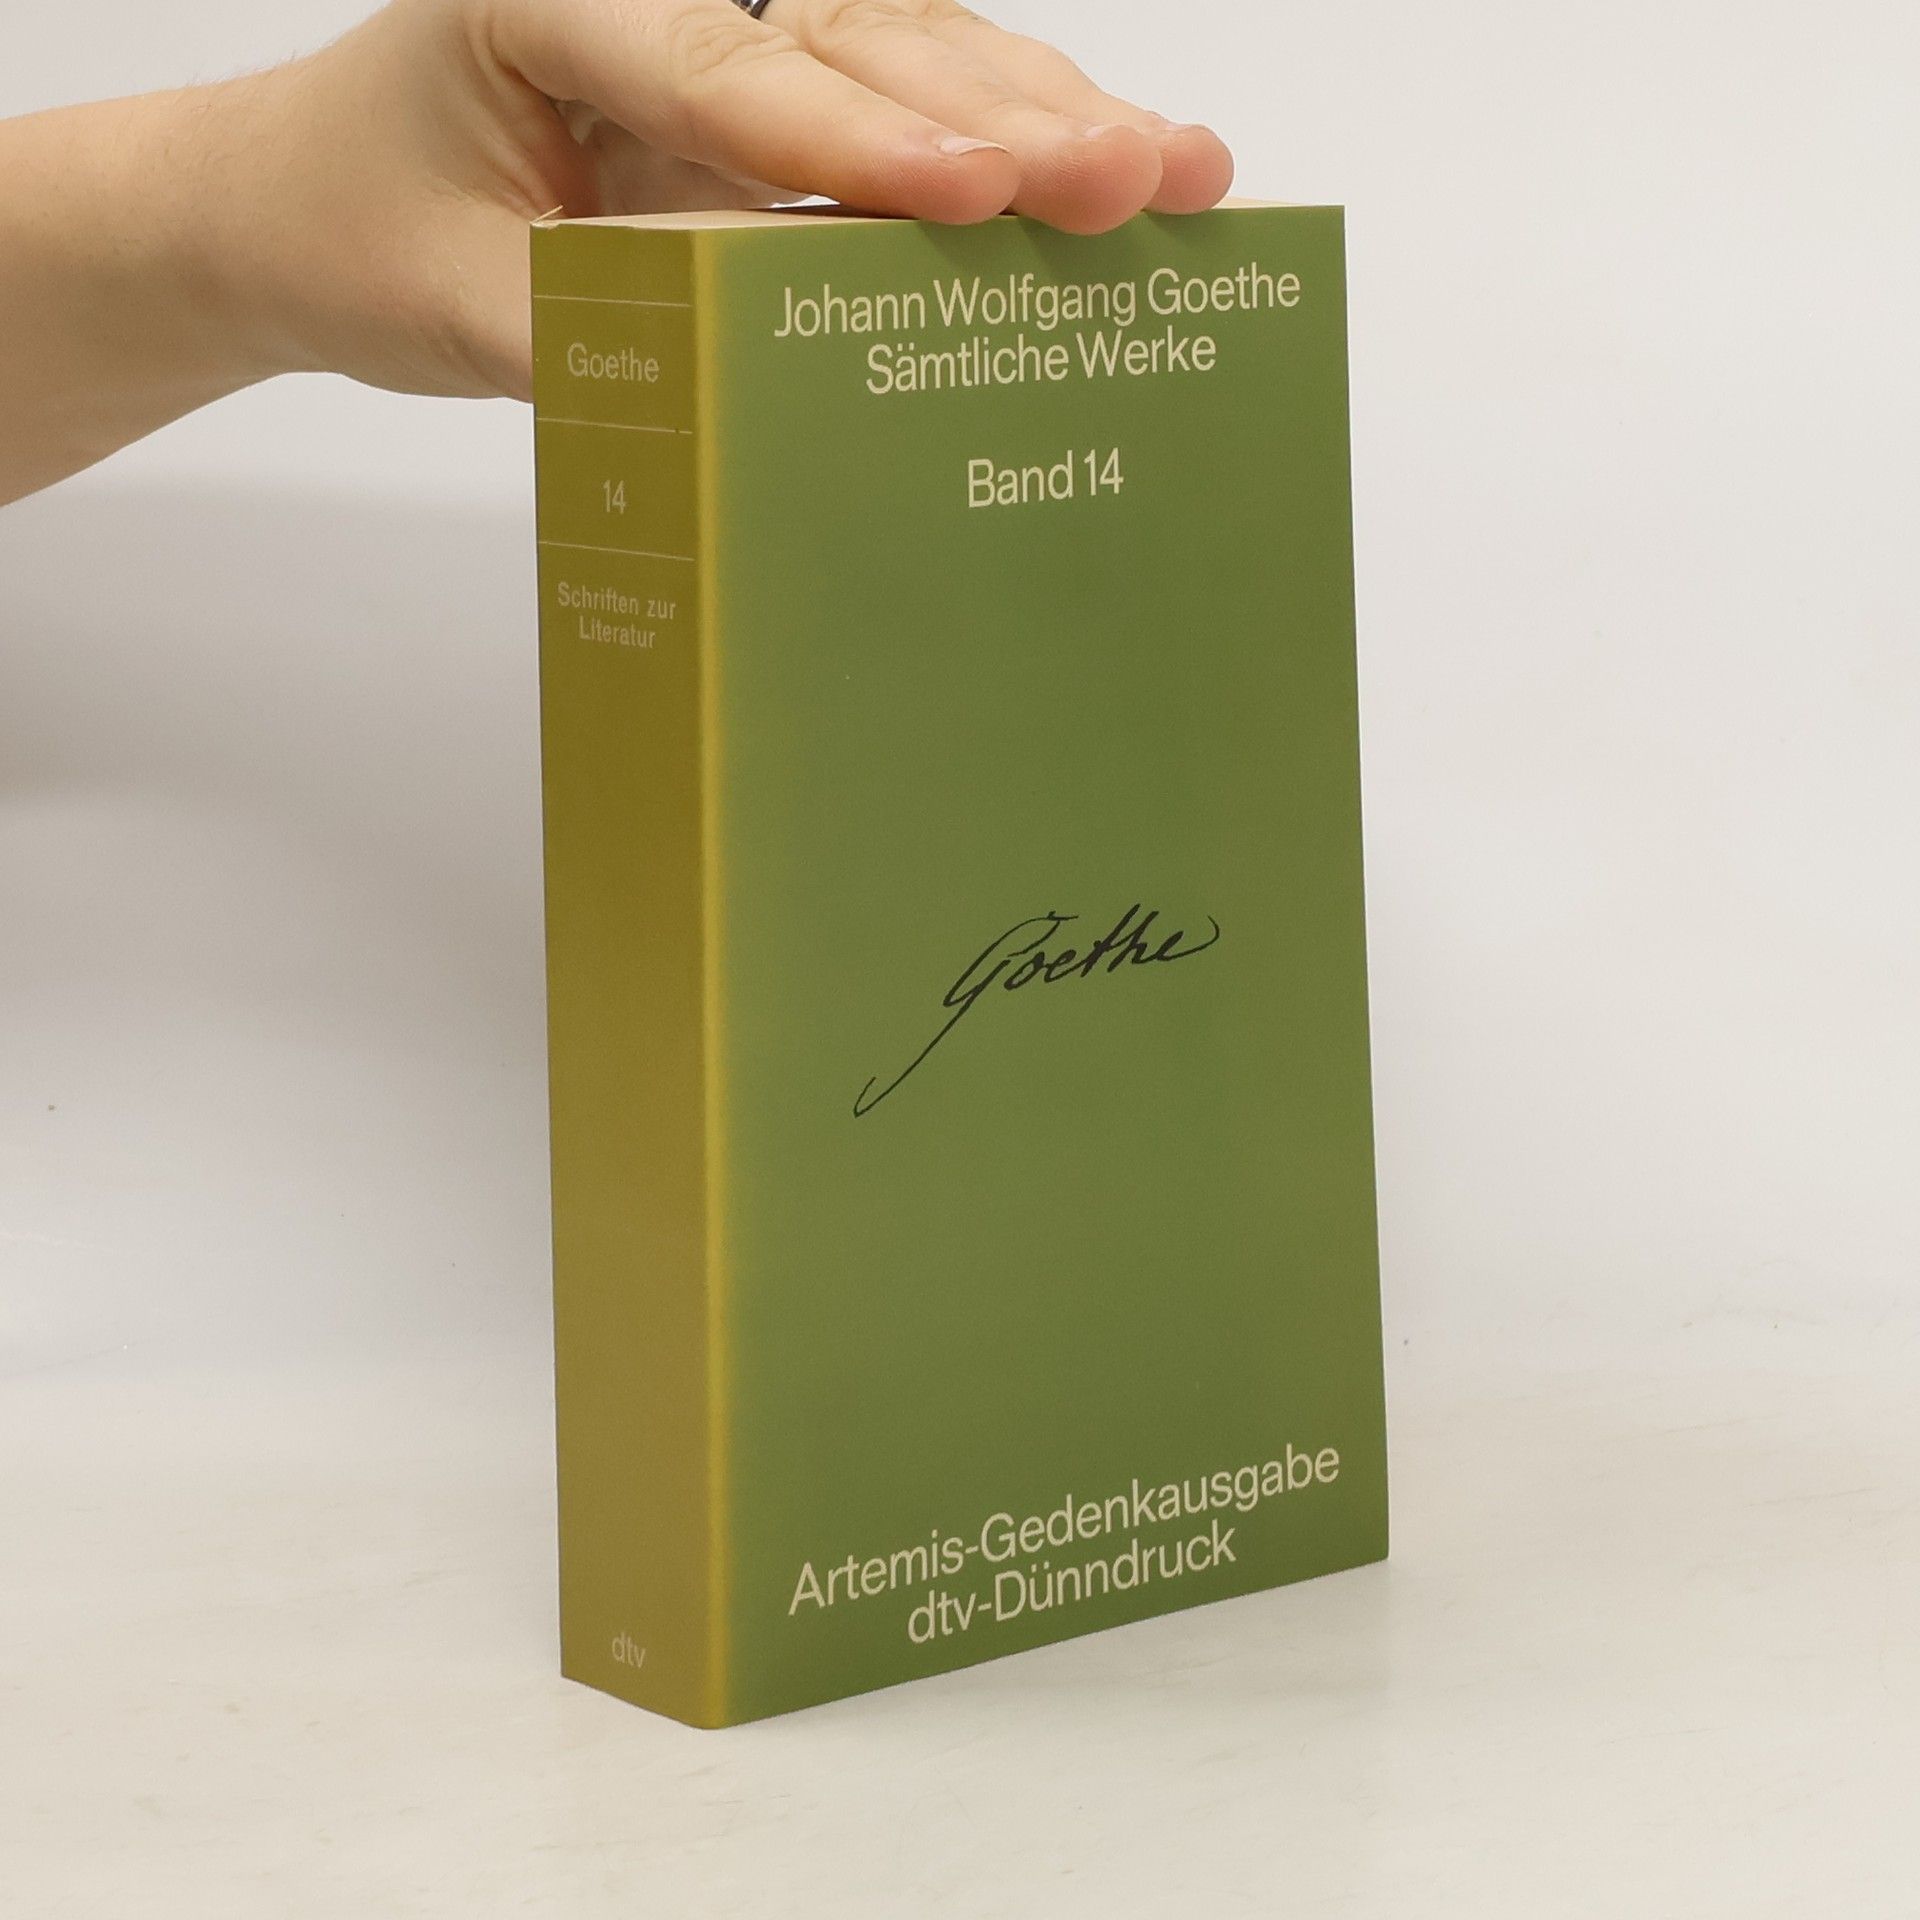 Goethe
14
Schriften zur
Literatur
dtv
Johann Wolfgang Goethe
Sämtliche Werke
Band 14
Goethe
Artemis-Gedenkausgabe
dtv-Dünndruck